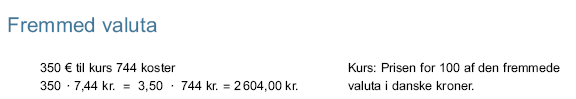 Fremmed valuta
350 € til kurs 744 koster
350 · 7,44 kr. = 3,50 · 744 kr. = 2 604,00 kr.
Kurs: Prisen for 100 af den fremmede
valuta i danske kroner.